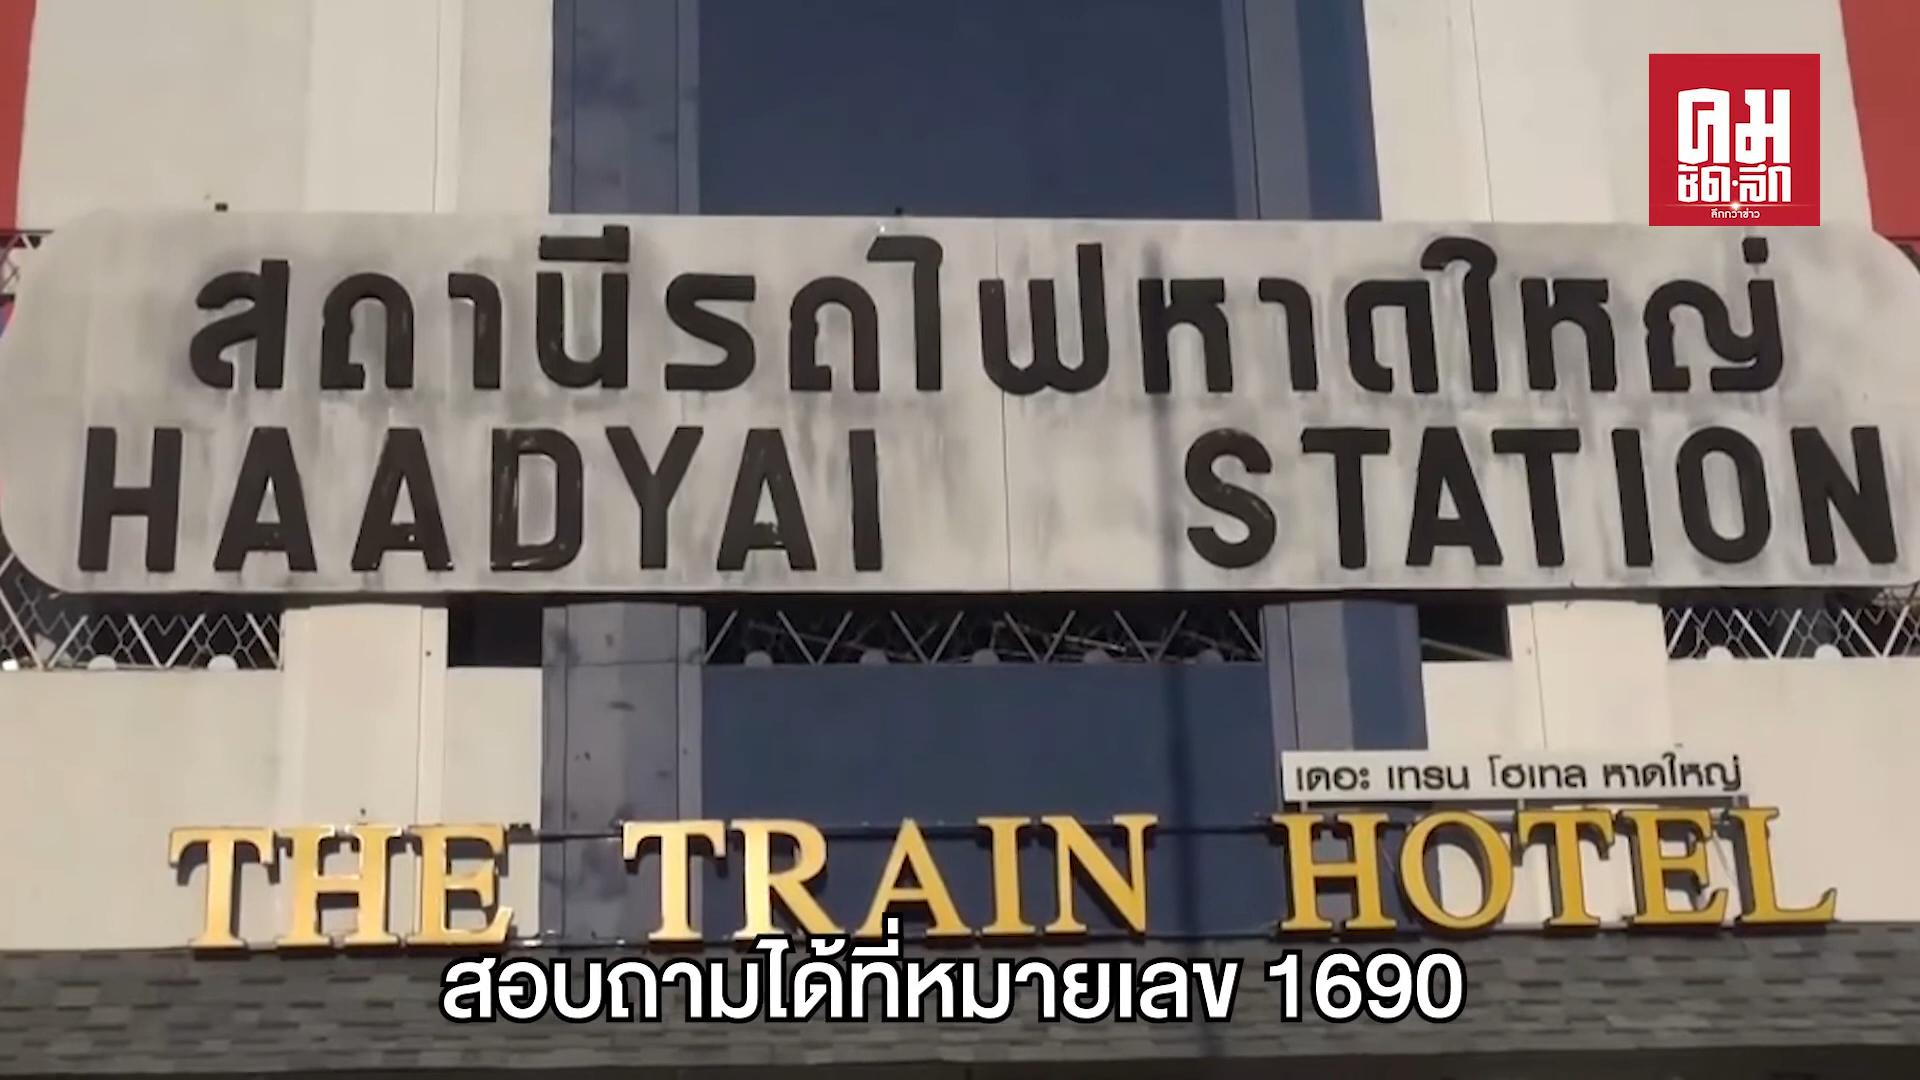 คม
ชัด·ลึก
ลึกกว่าข่าว
สถานีรถไฟหาดใหญ่
HAADYAI STATION
เดอะ เทรน โฮเทล หาดใหญ่
THE TRAIN HOTEL
สอบถามได้ที่หมายเลข 1690